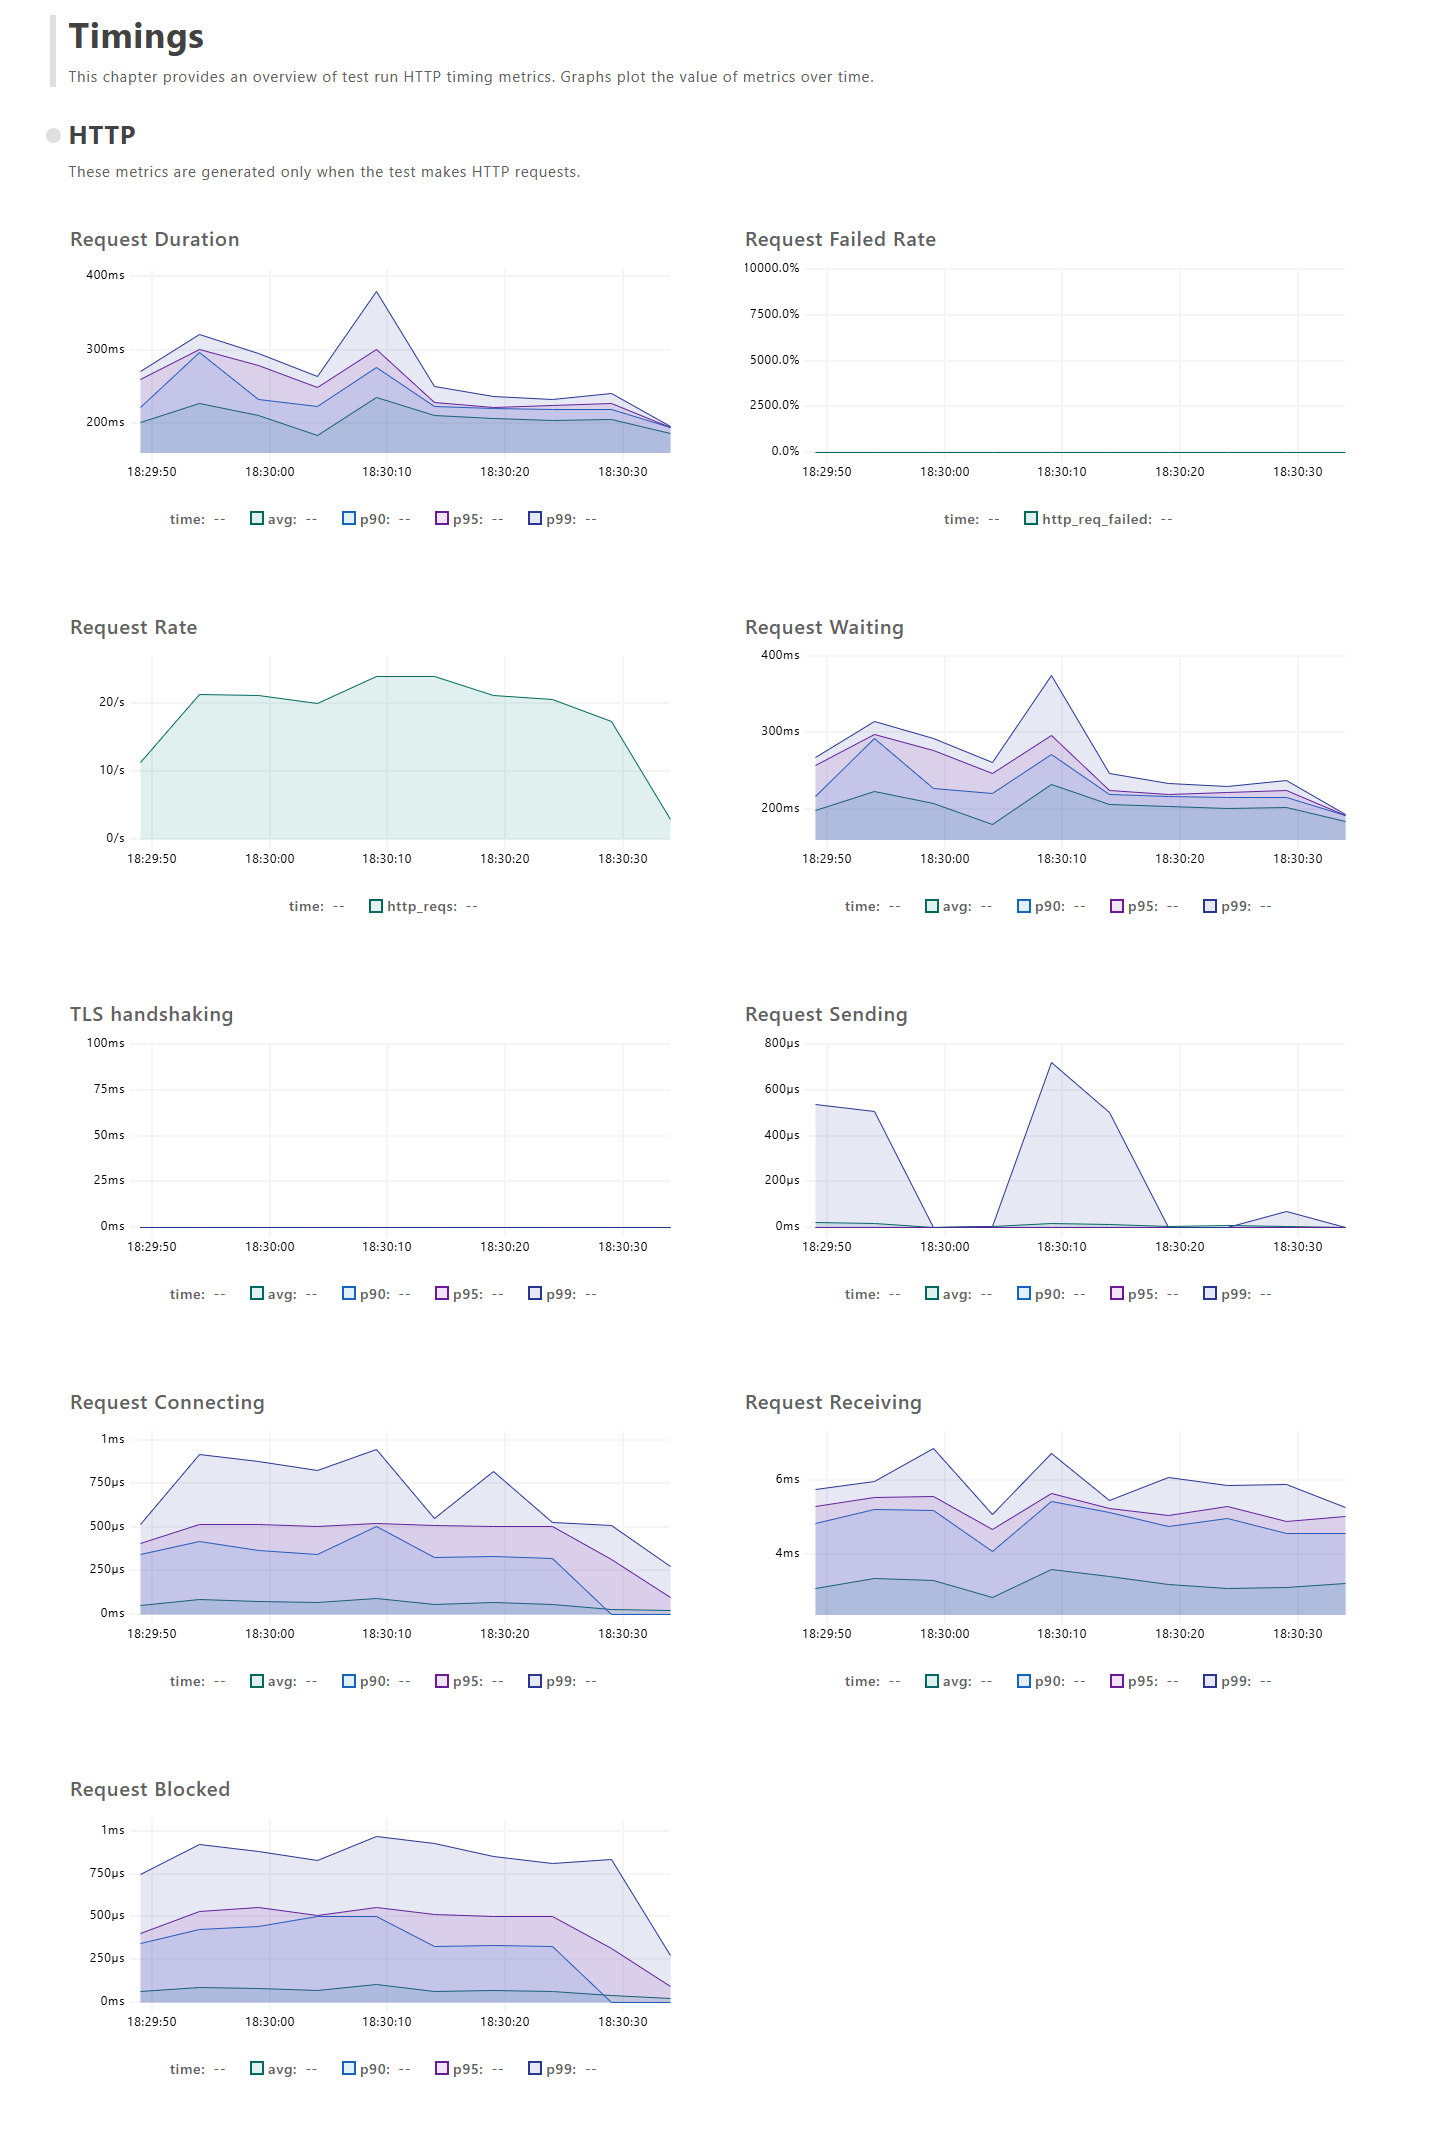 Timings
This chapter provides an overview of test run HTTP timing metrics. Graphs plot the value of metrics over time.
HTTP
These metrics are generated only when the test makes HTTP requests.
Request Duration
400ms
300ms
200ms
18:29:50 18:30:00 18:30:10 18:30:20 18:30:30
time: -- avg: -- p90: -- p95: -- p99: --
Request Failed Rate
10000.0%
7500.0%
5000.0%
2500.0%
0.0%
18:29:50 18:30:00 18:30:10 18:30:20 18:30:30
time: -- http_req_failed: --
Request Rate
20/s
10/s
0/s
18:29:50 18:30:00 18:30:10 18:30:20 18:30:30
time: -- http_reqs: --
Request Waiting
400ms
300ms
200ms
18:29:50 18:30:00 18:30:10 18:30:20 18:30:30
time: -- avg: -- p90: -- p95: -- p99: --
TLS handshaking
100ms
75ms
50ms
25ms
0ms
18:29:50 18:30:00 18:30:10 18:30:20 18:30:30
time: -- avg: -- p90: -- p95: -- p99: --
Request Sending
800µs
600µs
400µs
200µs
0ms
18:29:50 18:30:00 18:30:10 18:30:20 18:30:30
time: -- avg: -- p90: -- p95: -- p99: --
Request Connecting
1ms
750µs
500µs
250µs
0ms
18:29:50 18:30:00 18:30:10 18:30:20 18:30:30
time: -- avg: -- p90: -- p95: -- p99: --
Request Receiving
6ms
4ms
18:29:50 18:30:00 18:30:10 18:30:20 18:30:30
time: -- avg: -- p90: -- p95: -- p99: --
Request Blocked
1ms
750µs
500µs
250µs
0ms
18:29:50 18:30:00 18:30:10 18:30:20 18:30:30
time: -- avg: -- p90: -- p95: -- p99: --